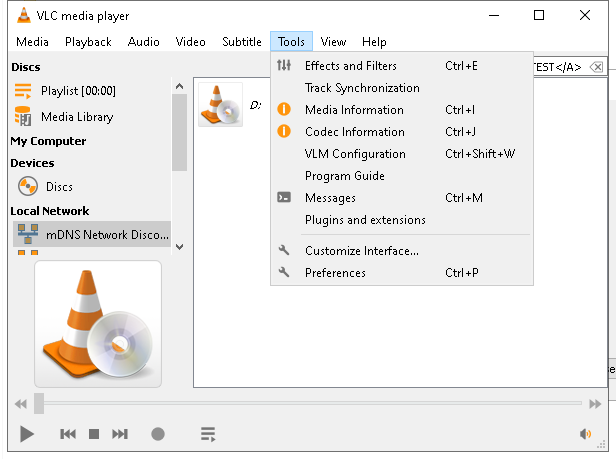 VLC media player
Media Playback Audio Video Subtitle Tools View Help
Discs
Playlist [00:00]
Media Library
My Computer
Devices
Discs
Local Network
mDNS Network Disco...
D:
TEST</A>
Effects and Filters Ctrl+E
Track Synchronization
Media Information Ctrl+I
Codec Information Ctrl+J
VLM Configuration Ctrl+Shift+W
Program Guide
Messages Ctrl+M
Plugins and extensions
Customize Interface...
Preferences Ctrl+P